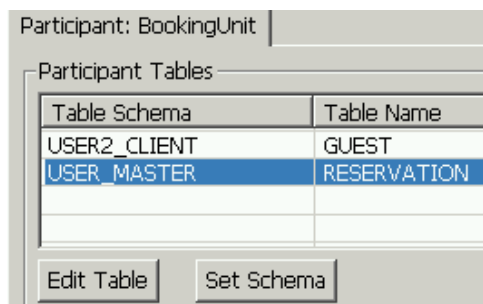 Participant: BookingUnit
Participant Tables
Table Schema Table Name
USER2_CLIENT GUEST
USER_MASTER RESERVATION
Edit Table Set Schema